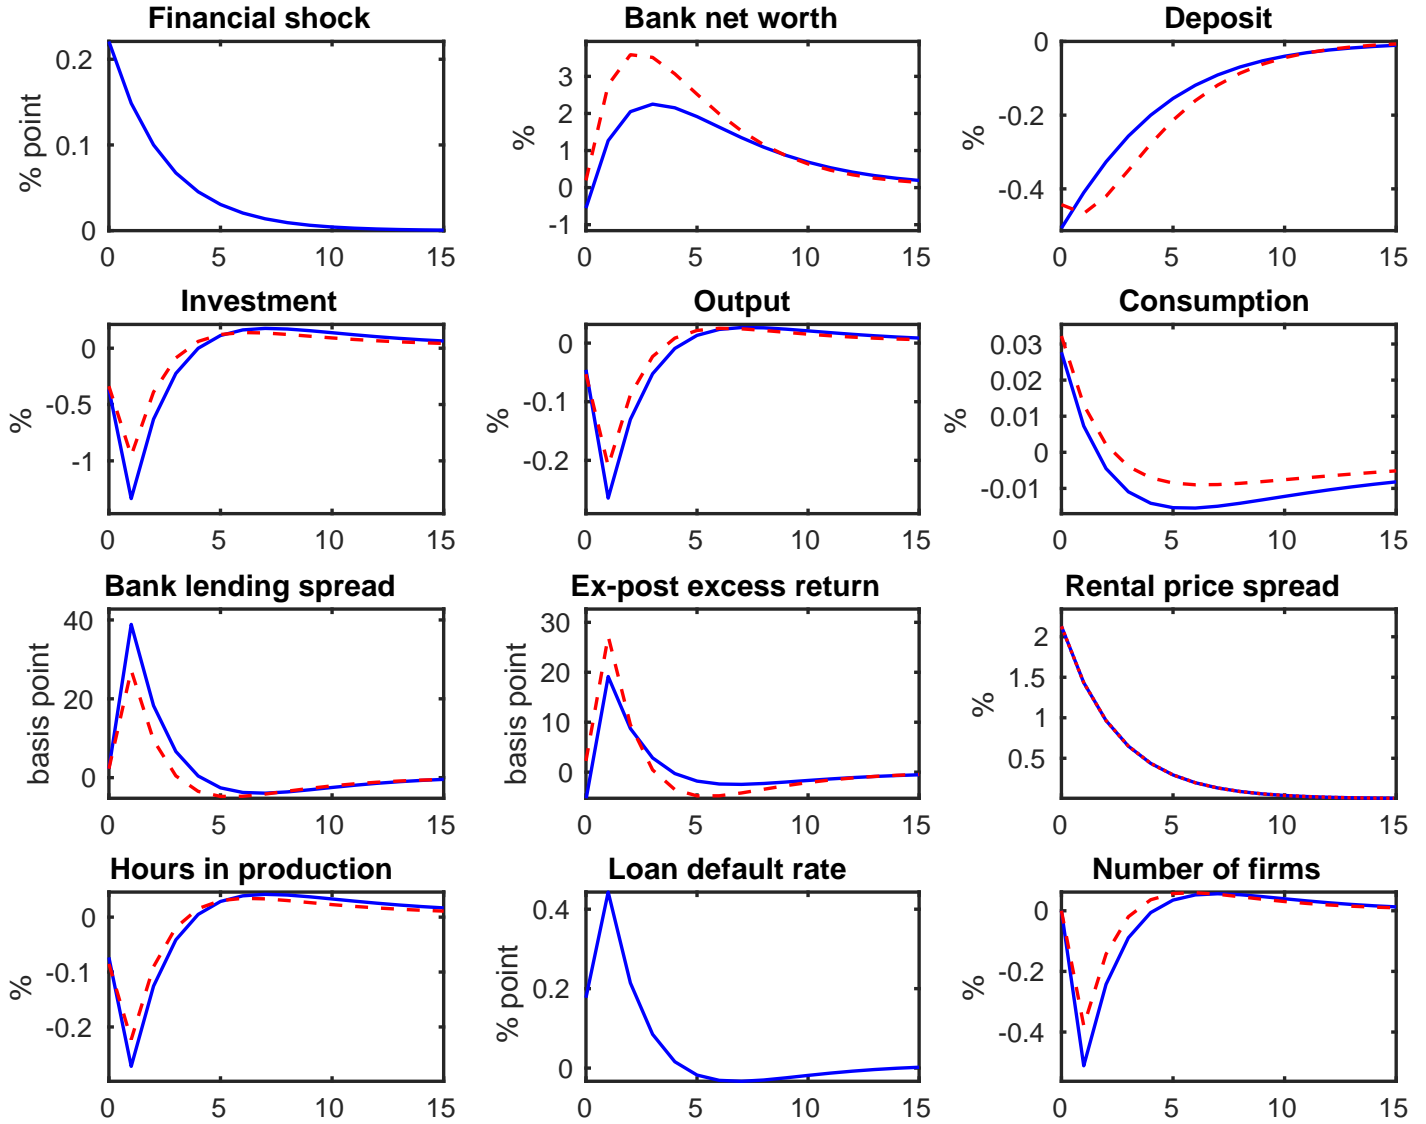 Financial shock
% point
0.2
0.1
0
0 5 10 15
Bank net worth
%
3
2
1
0
-1
0 5 10 15
Deposit
%
0
-0.2
-0.4
0 5 10 15
Investment
%
0
-0.5
-1
0 5 10 15
Output
%
0
-0.1
-0.2
0 5 10 15
Consumption
%
0.03
0.02
0.01
0
-0.01
0 5 10 15
Bank lending spread
basis point
40
20
0
0 5 10 15
Ex-post excess return
basis point
30
20
10
0
0 5 10 15
Rental price spread
%
2
1.5
1
0.5
0 5 10 15
Hours in production
%
0
-0.1
-0.2
0 5 10 15
Loan default rate
% point
0.4
0.2
0
0 5 10 15
Number of firms
%
0
-0.2
-0.4
0 5 10 15